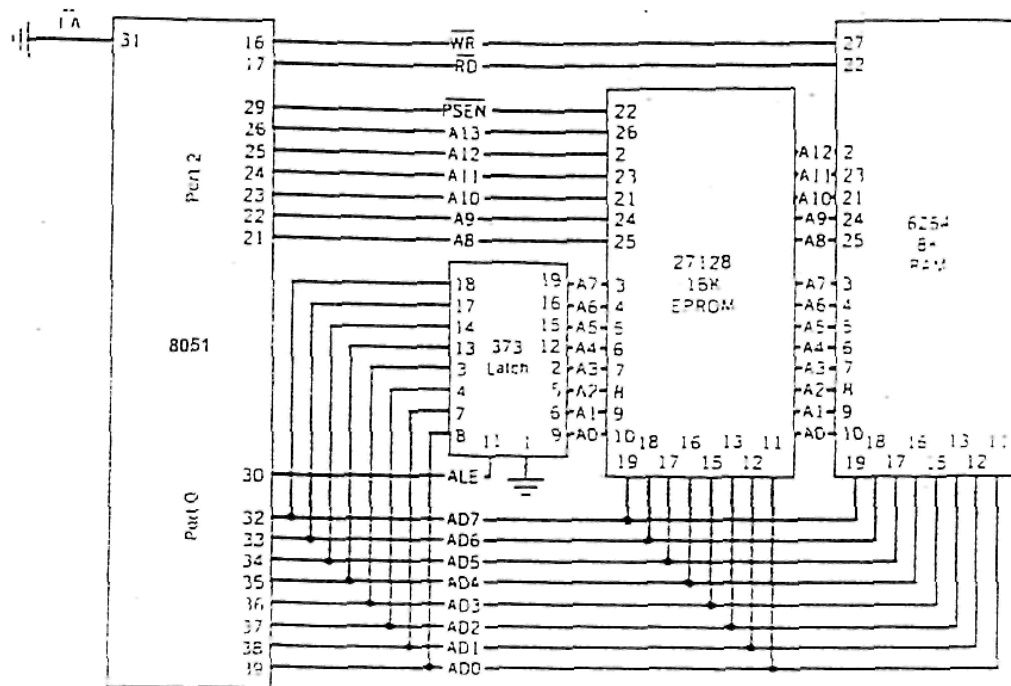 EA
31
16
WR
27
17
RD
22
29
PSEN
22
26
A13
26
25
A12
2
A12
2
24
A11
23
A11
23
23
A10
21
A10
21
22
A9
24
A9
24
21
A8
25
A8
25
Port 2
8051
Port 0
18
19
A7
3
A7
3
17
16
A6
4
A6
4
14
15
A5
5
A5
5
13
12
A4
6
A4
6
3
2
A3
7
A3
7
4
5
A2
8
A2
8
7
6
A1
9
A1
9
8
11
1
9
A0
10
A0
10
373
Latch
27128
16K
EPROM
6264
8K
RAM
18
16
13
11
19
17
15
12
18
16
13
11
19
17
15
12
30
ALE
32
AD7
33
AD6
34
AD5
35
AD4
36
AD3
37
AD2
38
AD1
AD0